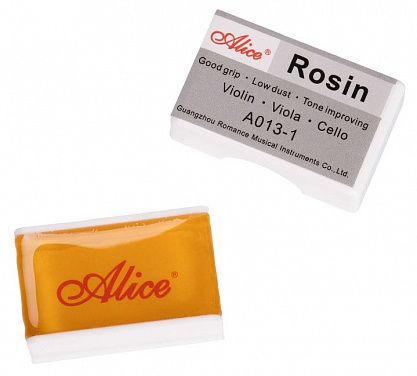 Alice® Rosin
Good grip · Low dust · Tone improving
Violin · Viola · Cello
A013-1
Guangzhou Romance Musical Instruments Co., Ltd.
Alice®